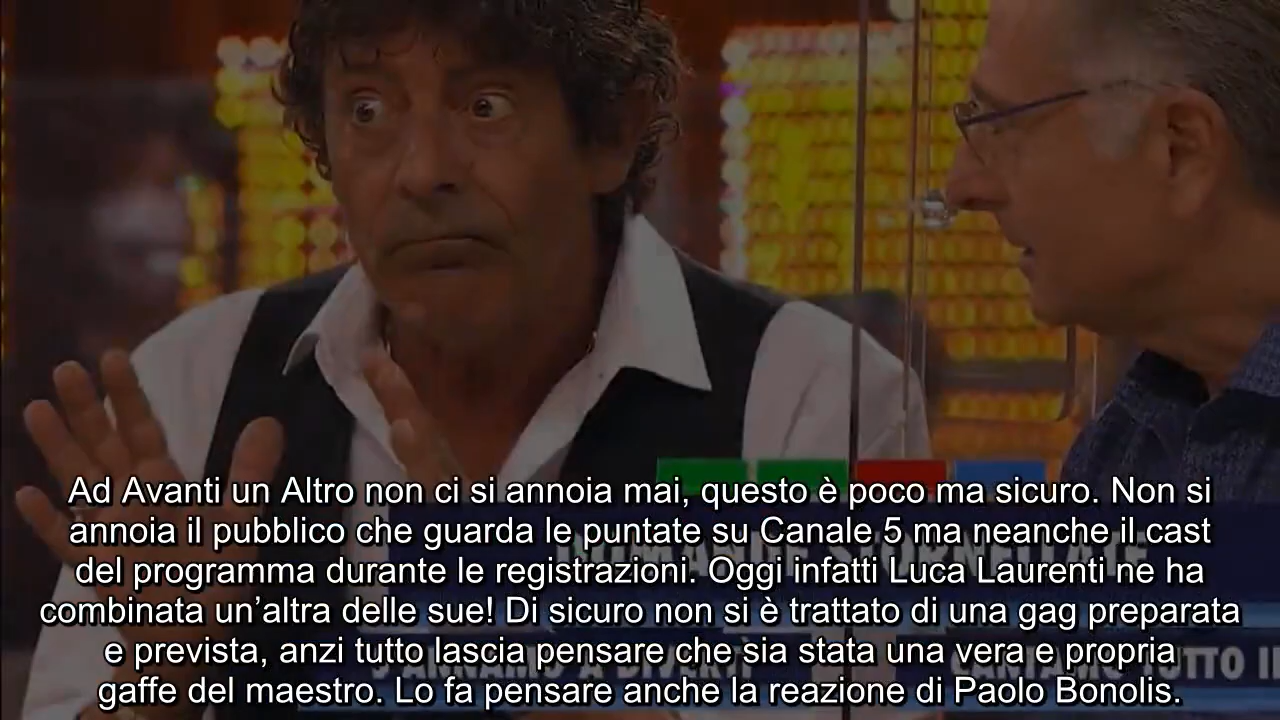 Ad Avanti un Altro non ci si annoia mai, questo è poco ma sicuro. Non si
annoia il pubblico che guarda le puntate su Canale 5 ma neanche il cast
del programma durante le registrazioni. Oggi infatti Luca Laurenti ne ha
combinata un’altra delle sue! Di sicuro non si è trattato di una gag preparata
e prevista, anzi tutto lascia pensare che sia stata una vera e propria
gaffe del maestro. Lo fa pensare anche la reazione di Paolo Bonolis.